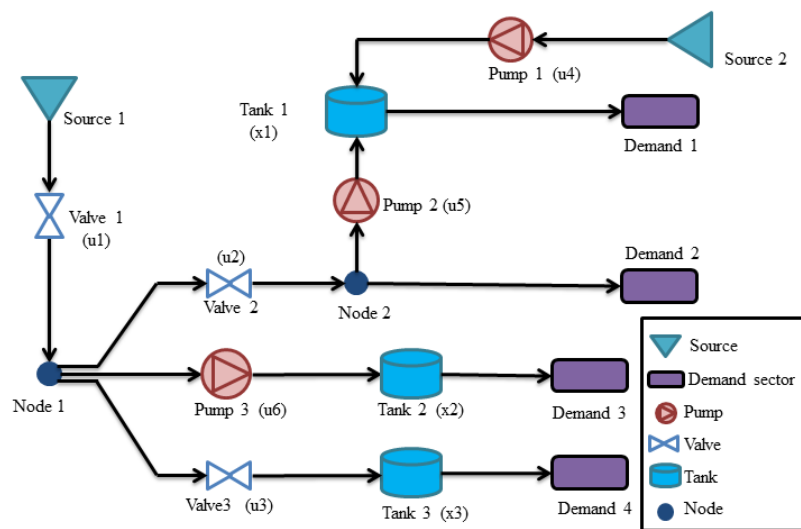 Source 1
Valve 1
(u1)
Node 1
(u2)
Valve 2
Pump 3 (u6)
Valve3 (u3)
Tank 1
(x1)
Pump 1 (u4)
Source 2
Pump 2 (u5)
Node 2
Demand 1
Demand 2
Tank 2 (x2)
Demand 3
Tank 3 (x3)
Demand 4
Source
Demand sector
Pump
Valve
Tank
Node